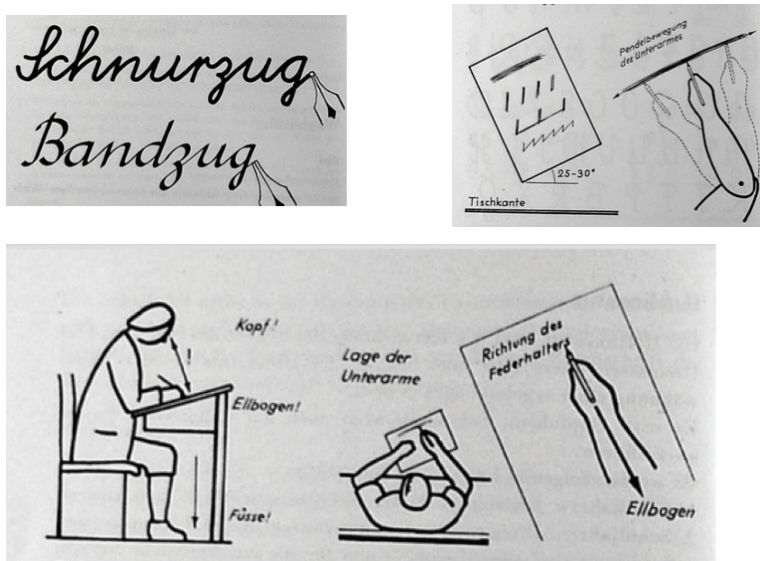 Schnurzug
Bandzug
Pendelbewegung
des Unterarmes
25-30°
Tischkante
Kopf!
!
Ellbogen!
Füsse!
Lage der
Unterarme
Richtung des
Federhalters
Ellbogen